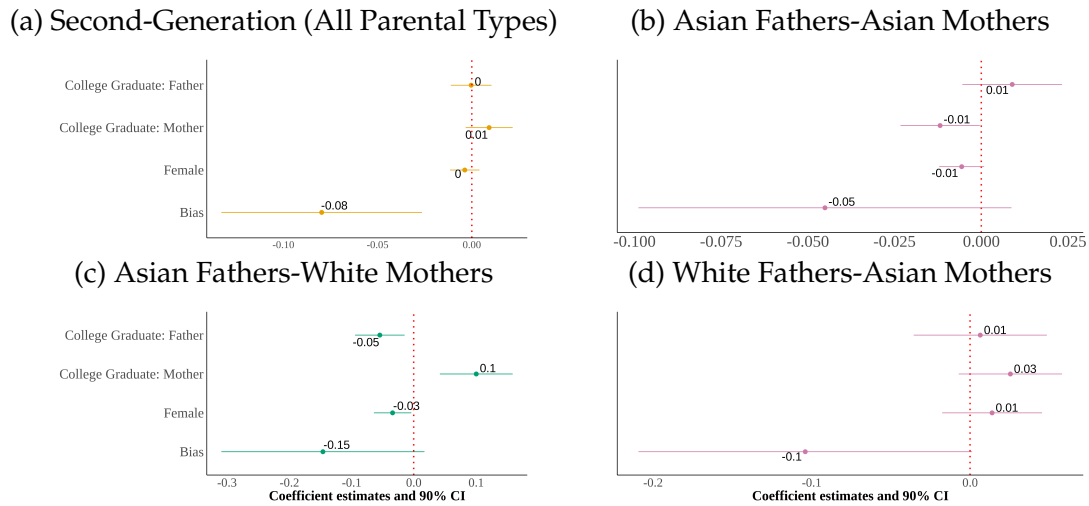 (a) Second-Generation (All Parental Types)
College Graduate: Father
0
College Graduate: Mother
0.01
Female
0
Bias
-0.08
-0.10
-0.05
0.00
(b) Asian Fathers-Asian Mothers
0.01
-0.01
-0.01
-0.05
-0.100
-0.075
-0.050
-0.025
0.000
0.025
(c) Asian Fathers-White Mothers
College Graduate: Father
-0.05
College Graduate: Mother
0.1
Female
-0.03
Bias
-0.15
-0.3
-0.2
-0.1
0.0
0.1
Coefficient estimates and 90% CI
(d) White Fathers-Asian Mothers
0.01
0.03
0.01
-0.1
-0.2
-0.1
0.0
Coefficient estimates and 90% CI